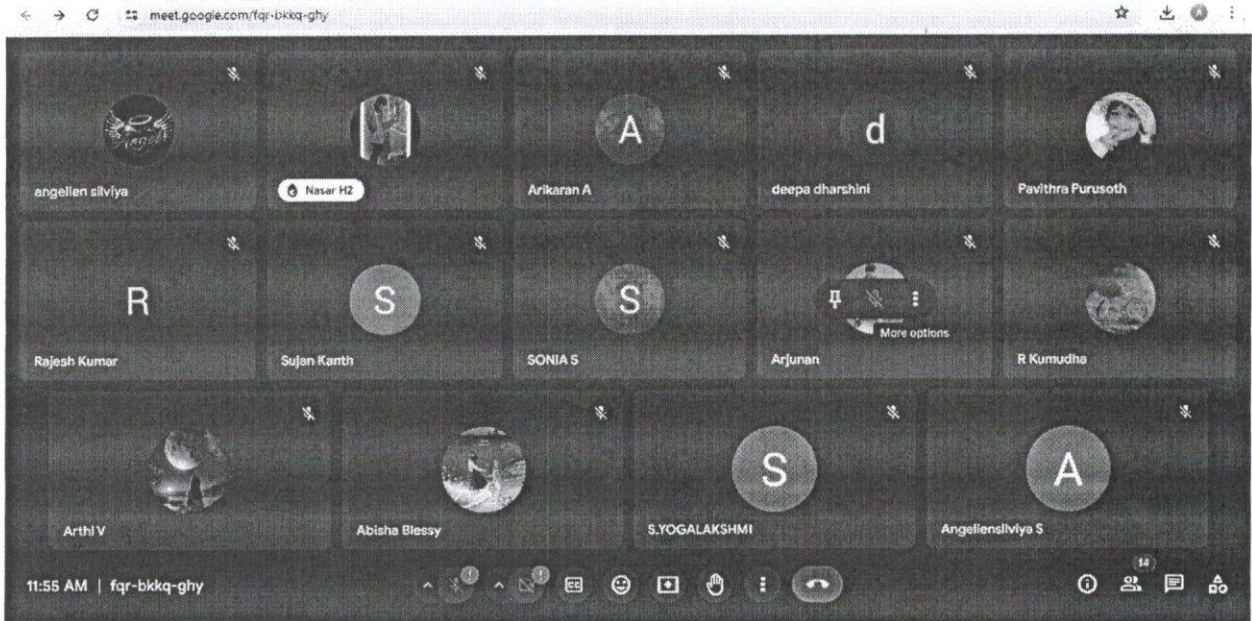 meet.google.com/fqr-bkkq-ghy
A d
angellen silviya Nasar H2 Arikaran A deepa dharshini Pavithra Purusoth
R S S
More options
Rajesh Kumar Sujan Kanth SONIA S Arjunan R Kumudha
S A
Arthi V Abisha Blessy S.YOGALAKSHMI Angeliensilviya S
14
11:55 AM | fqr-bkkq-ghy CC